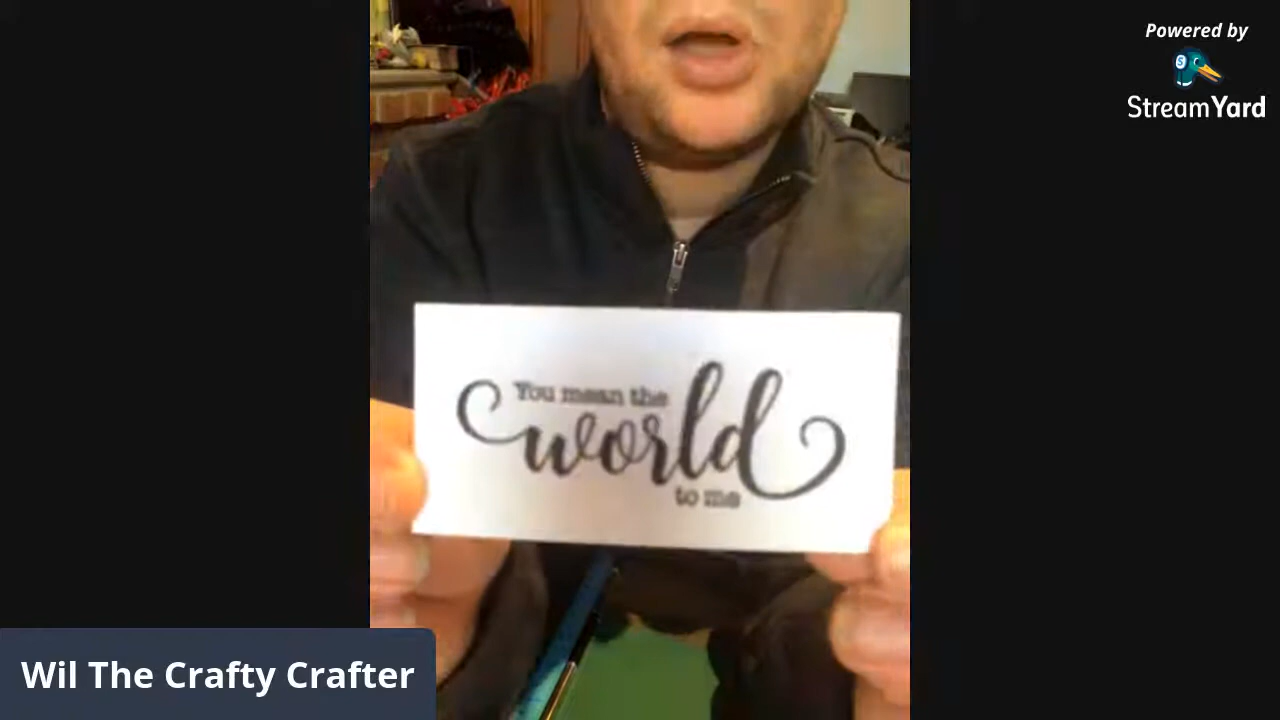 Powered by
StreamYard
You mean the
world
to me
Wil The Crafty Crafter